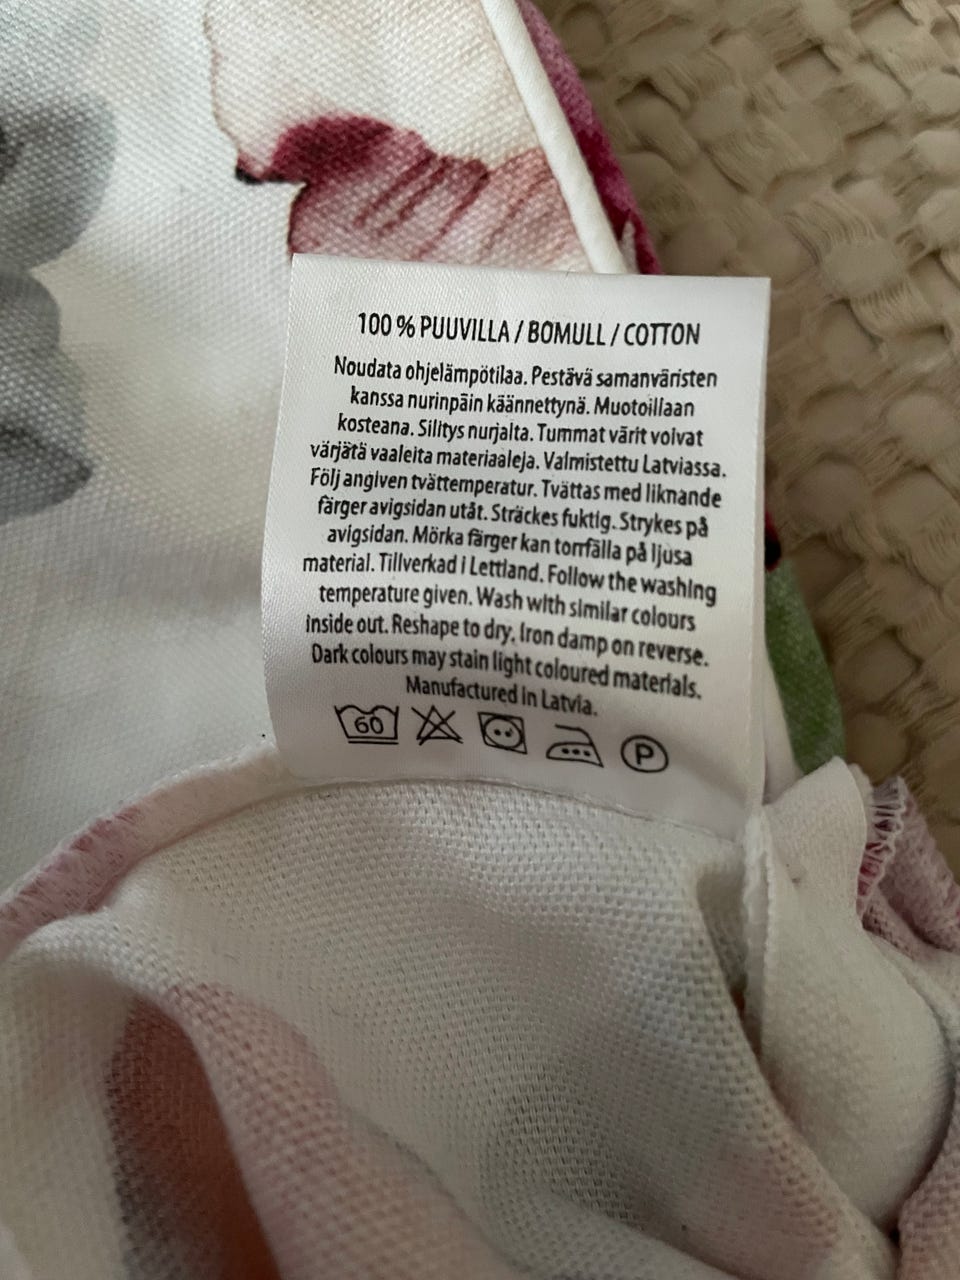 100 % PUUVILLA / BOMULL / COTTON
Noudata ohjelämpötilaa. Pestävä samanväristen
kanssa nurinpäin käännettynä. Muotoillaan
kosteana. Silitys nurjalta. Tummat värit voivat
värjätä vaaleita materiaaleja. Valmistettu Latviassa.
Följ angiven tvättemperatur. Tvättas med liknande
färger avigsidan utåt. Sträckes fuktig. Strykes på
avigsidan. Mörka färger kan torrfälla på ljusa
material. Tillverkad i Lettland. Follow the washing
temperature given. Wash with similar colours
inside out. Reshape to dry. Iron damp on reverse.
Dark colours may stain light coloured materials.
Manufactured in Latvia.
60 P